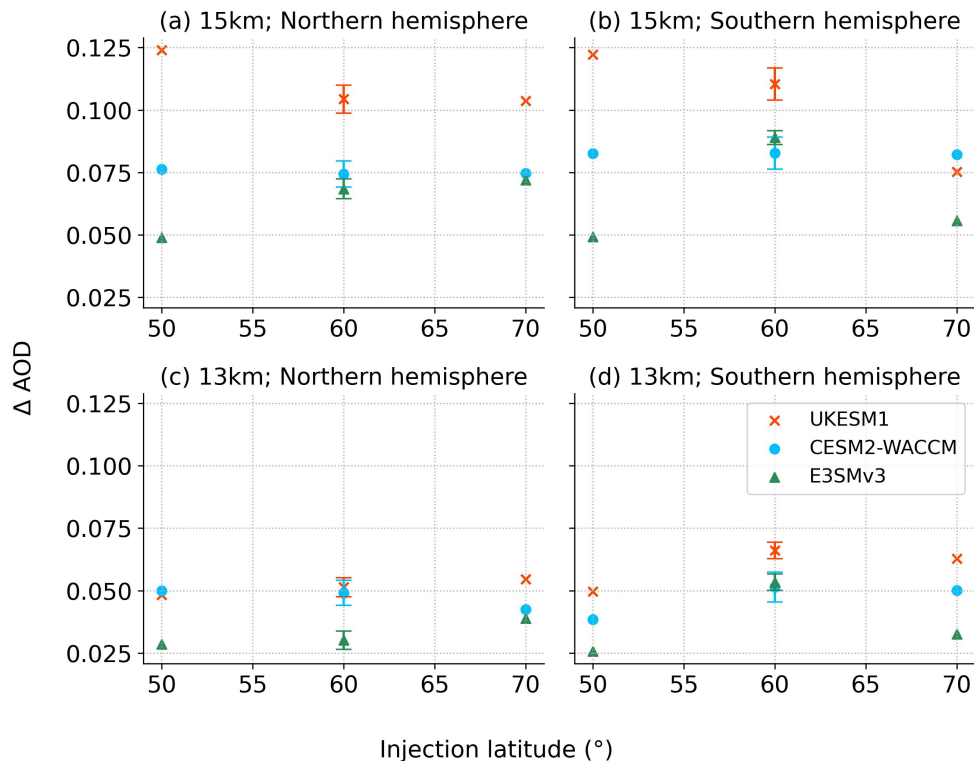 (a) 15km; Northern hemisphere
(b) 15km; Southern hemisphere
0.125
0.100
0.075
0.050
0.025
50 55 60 65 70
50 55 60 65 70
Δ AOD
(c) 13km; Northern hemisphere
(d) 13km; Southern hemisphere
0.125
0.100
0.075
0.050
0.025
UKESM1
CESM2-WACCM
E3SMv3
50 55 60 65 70
50 55 60 65 70
Injection latitude (°)